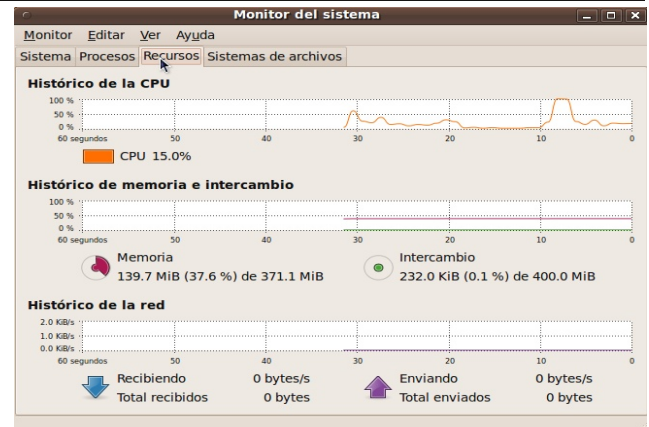 Monitor del sistema
Monitor Editar Ver Ayuda
Sistema Procesos Recursos Sistemas de archivos
Histórico de la CPU
100 %
50 %
0 %
60 segundos 50 40 30 20 10 0
CPU 15.0%
Histórico de memoria e intercambio
100 %
50 %
0 %
60 segundos 50 40 30 20 10 0
Memoria Intercambio
139.7 MiB (37.6 %) de 371.1 MiB 232.0 KiB (0.1 %) de 400.0 MiB
Histórico de la red
2.0 KiB/s
1.0 KiB/s
0.0 KiB/s
60 segundos 50 40 30 20 10 0
Recibiendo 0 bytes/s Enviando 0 bytes/s
Total recibidos 0 bytes Total enviados 0 bytes